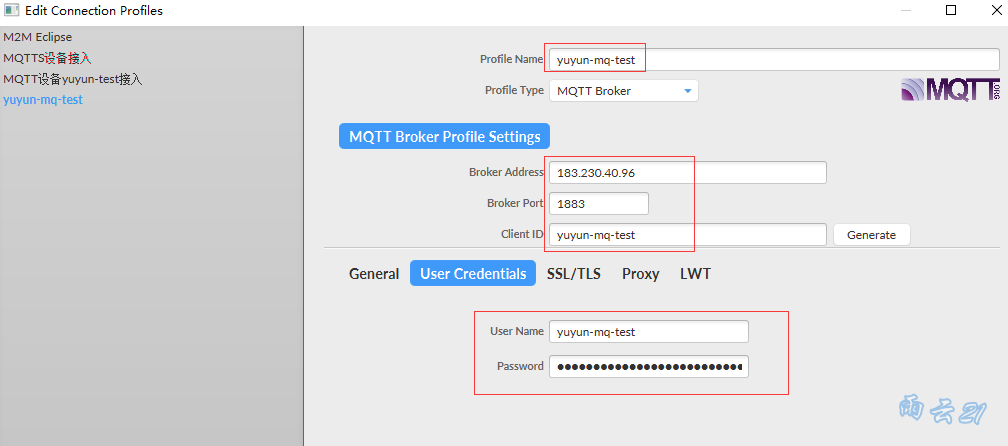 Edit Connection Profiles
M2M Eclipse
MQTTS设备接入
MQTT设备yuyun-test接入
yuyun-mq-test
Profile Name yuyun-mq-test
Profile Type MQTT Broker
MQTT.ORG
MQTT Broker Profile Settings
Broker Address 183.230.40.96
Broker Port 1883
Client ID yuyun-mq-test Generate
General User Credentials SSL/TLS Proxy LWT
User Name yuyun-mq-test
Password ●●●●●●●●●●●●●●●●●●●●●●●●●●
雨云21